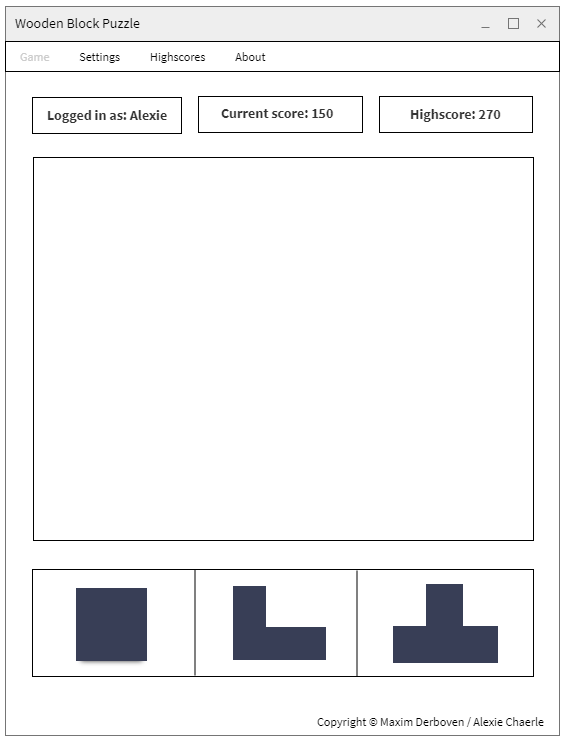 Wooden Block Puzzle
Game Settings Highscores About
Logged in as: Alexie Current score: 150 Highscore: 270
Copyright © Maxim Derboven / Alexie Chaerle